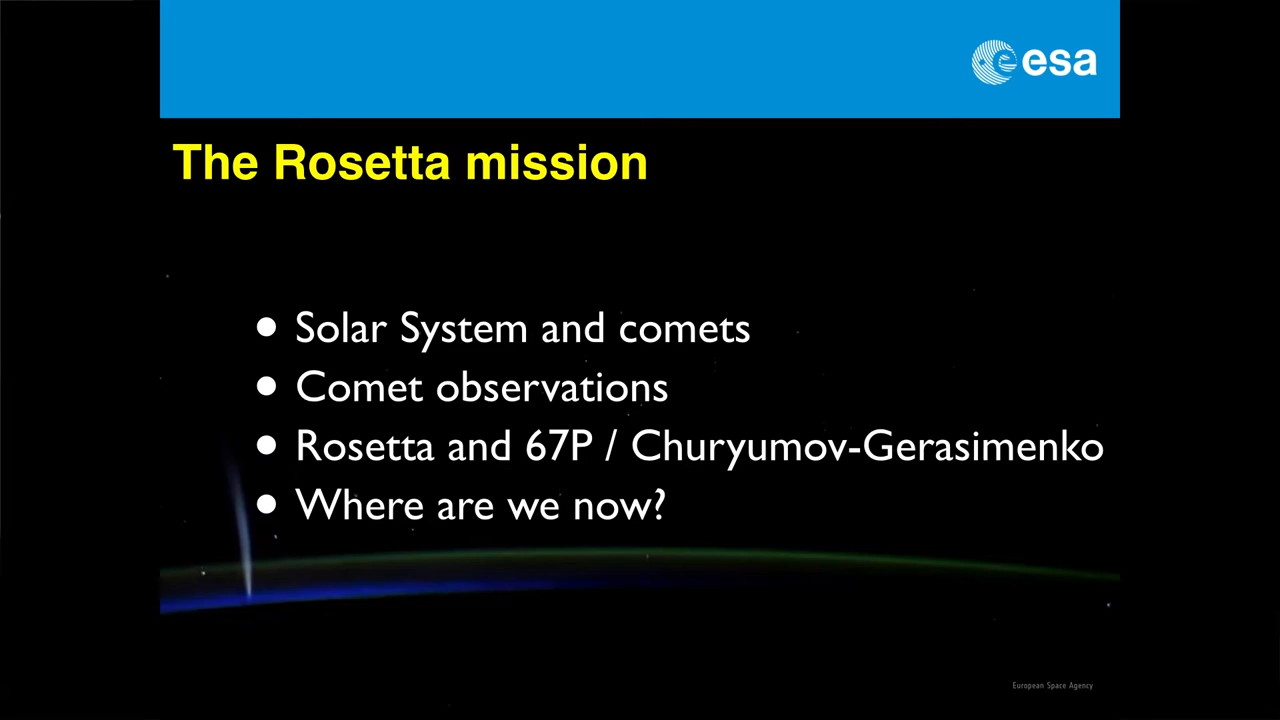 esa
The Rosetta mission
• Solar System and comets
• Comet observations
• Rosetta and 67P / Churyumov-Gerasimenko
• Where are we now?
European Space Agency